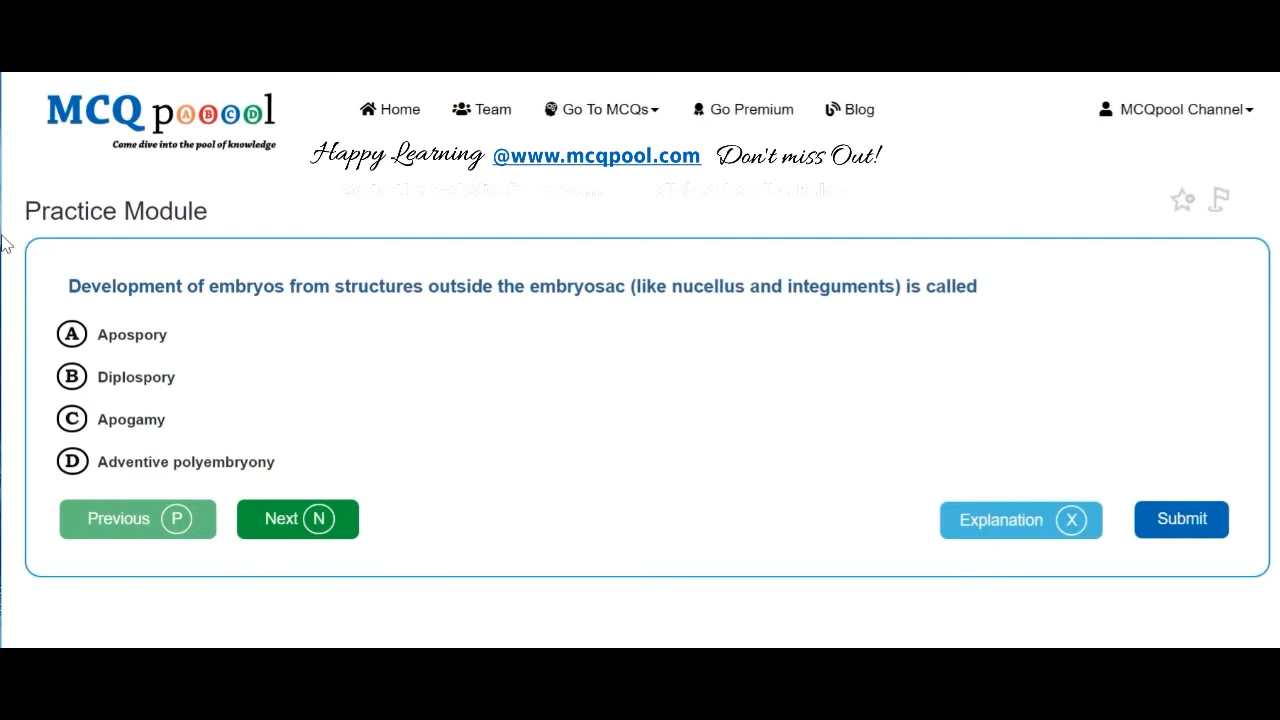 MCQ pooool
Come dive into the pool of knowledge
Home Team Go To MCQs Go Premium Blog MCQpool Channel
Happy Learning @www.mcqpool.com Don't miss Out!
Practice Module
Development of embryos from structures outside the embryosac (like nucellus and integuments) is called
A Apospory
B Diplospory
C Apogamy
D Adventive polyembryony
Previous P Next N Explanation X Submit